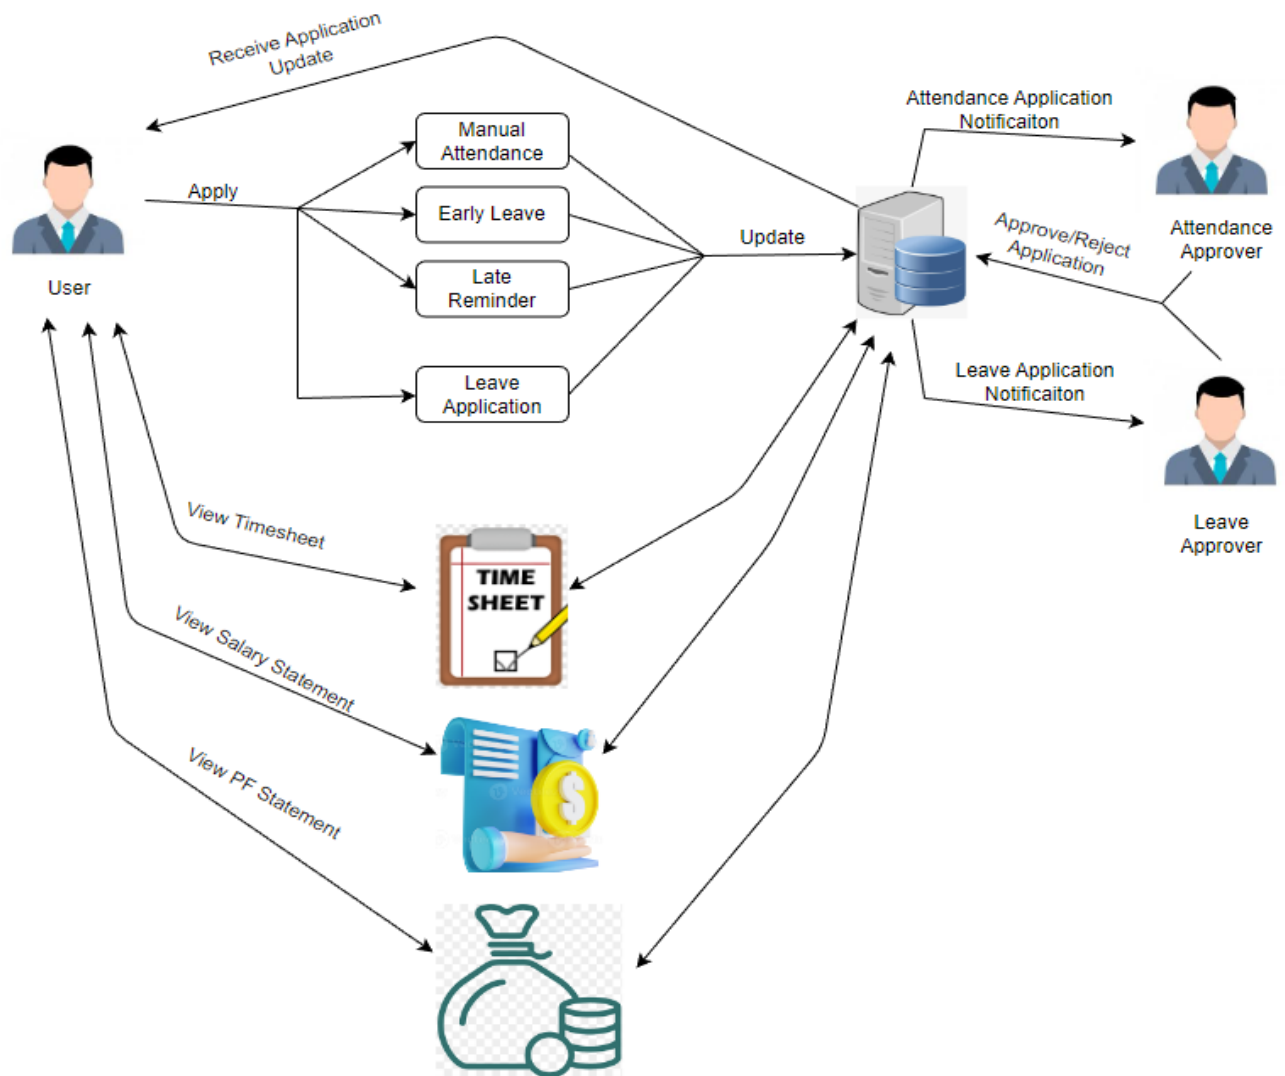 Receive Application
Update
Attendance Application
Notificaiton
Manual
Attendance
Apply
Early Leave
Update
Approve/Reject
Application
Attendance
Approver
User
Late
Reminder
Leave Application
Notificaiton
Leave
Application
Leave
Approver
View Timesheet
TIME
SHEET
View Salary Statement
View PF Statement
$